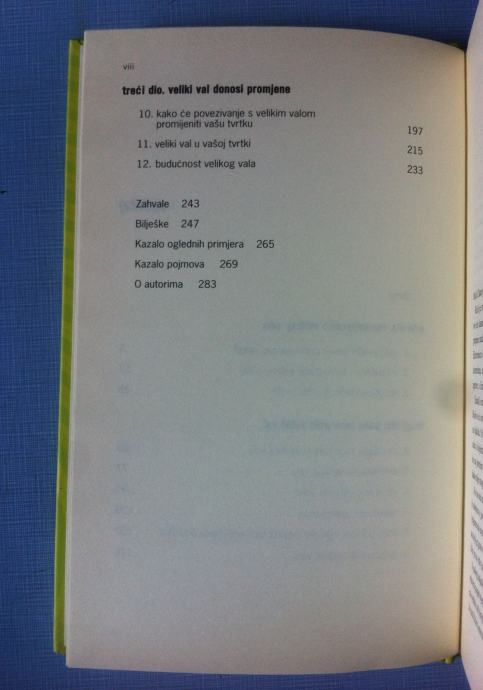 viii
treći dio. veliki val donosi promjene
10. kako će povezivanje s velikim valom
promijeniti vašu tvrtku 197
11. veliki val u vašoj tvrtki 215
12. budućnost velikog vala 233
Zahvale 243
Bilješke 247
Kazalo oglednih primjera 265
Kazalo pojmova 269
O autorima 283